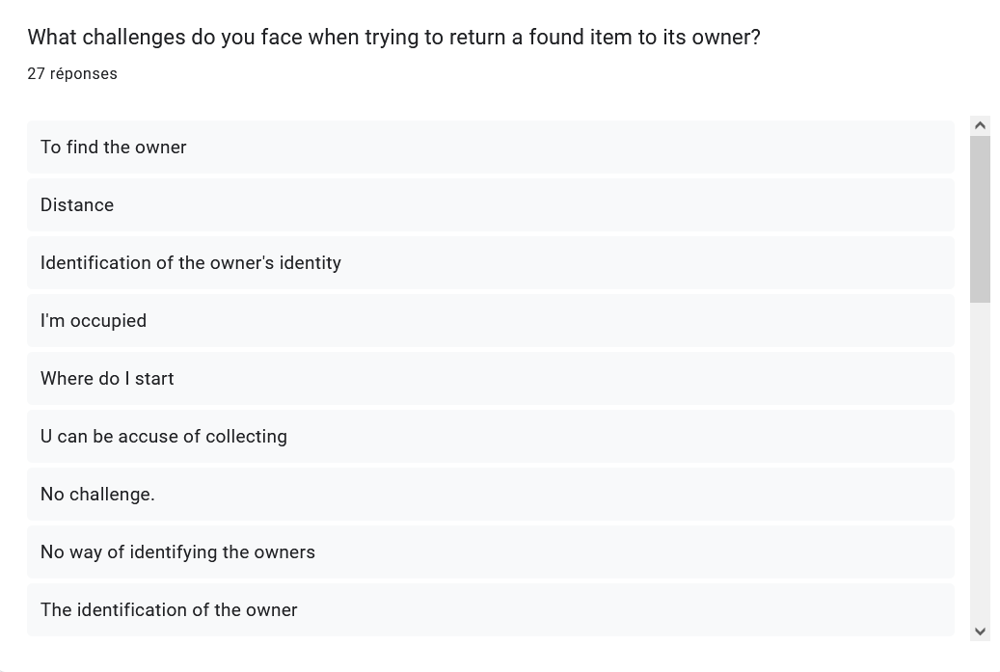 What challenges do you face when trying to return a found item to its owner?
27 réponses
To find the owner
Distance
Identification of the owner's identity
I'm occupied
Where do I start
U can be accuse of collecting
No challenge.
No way of identifying the owners
The identification of the owner